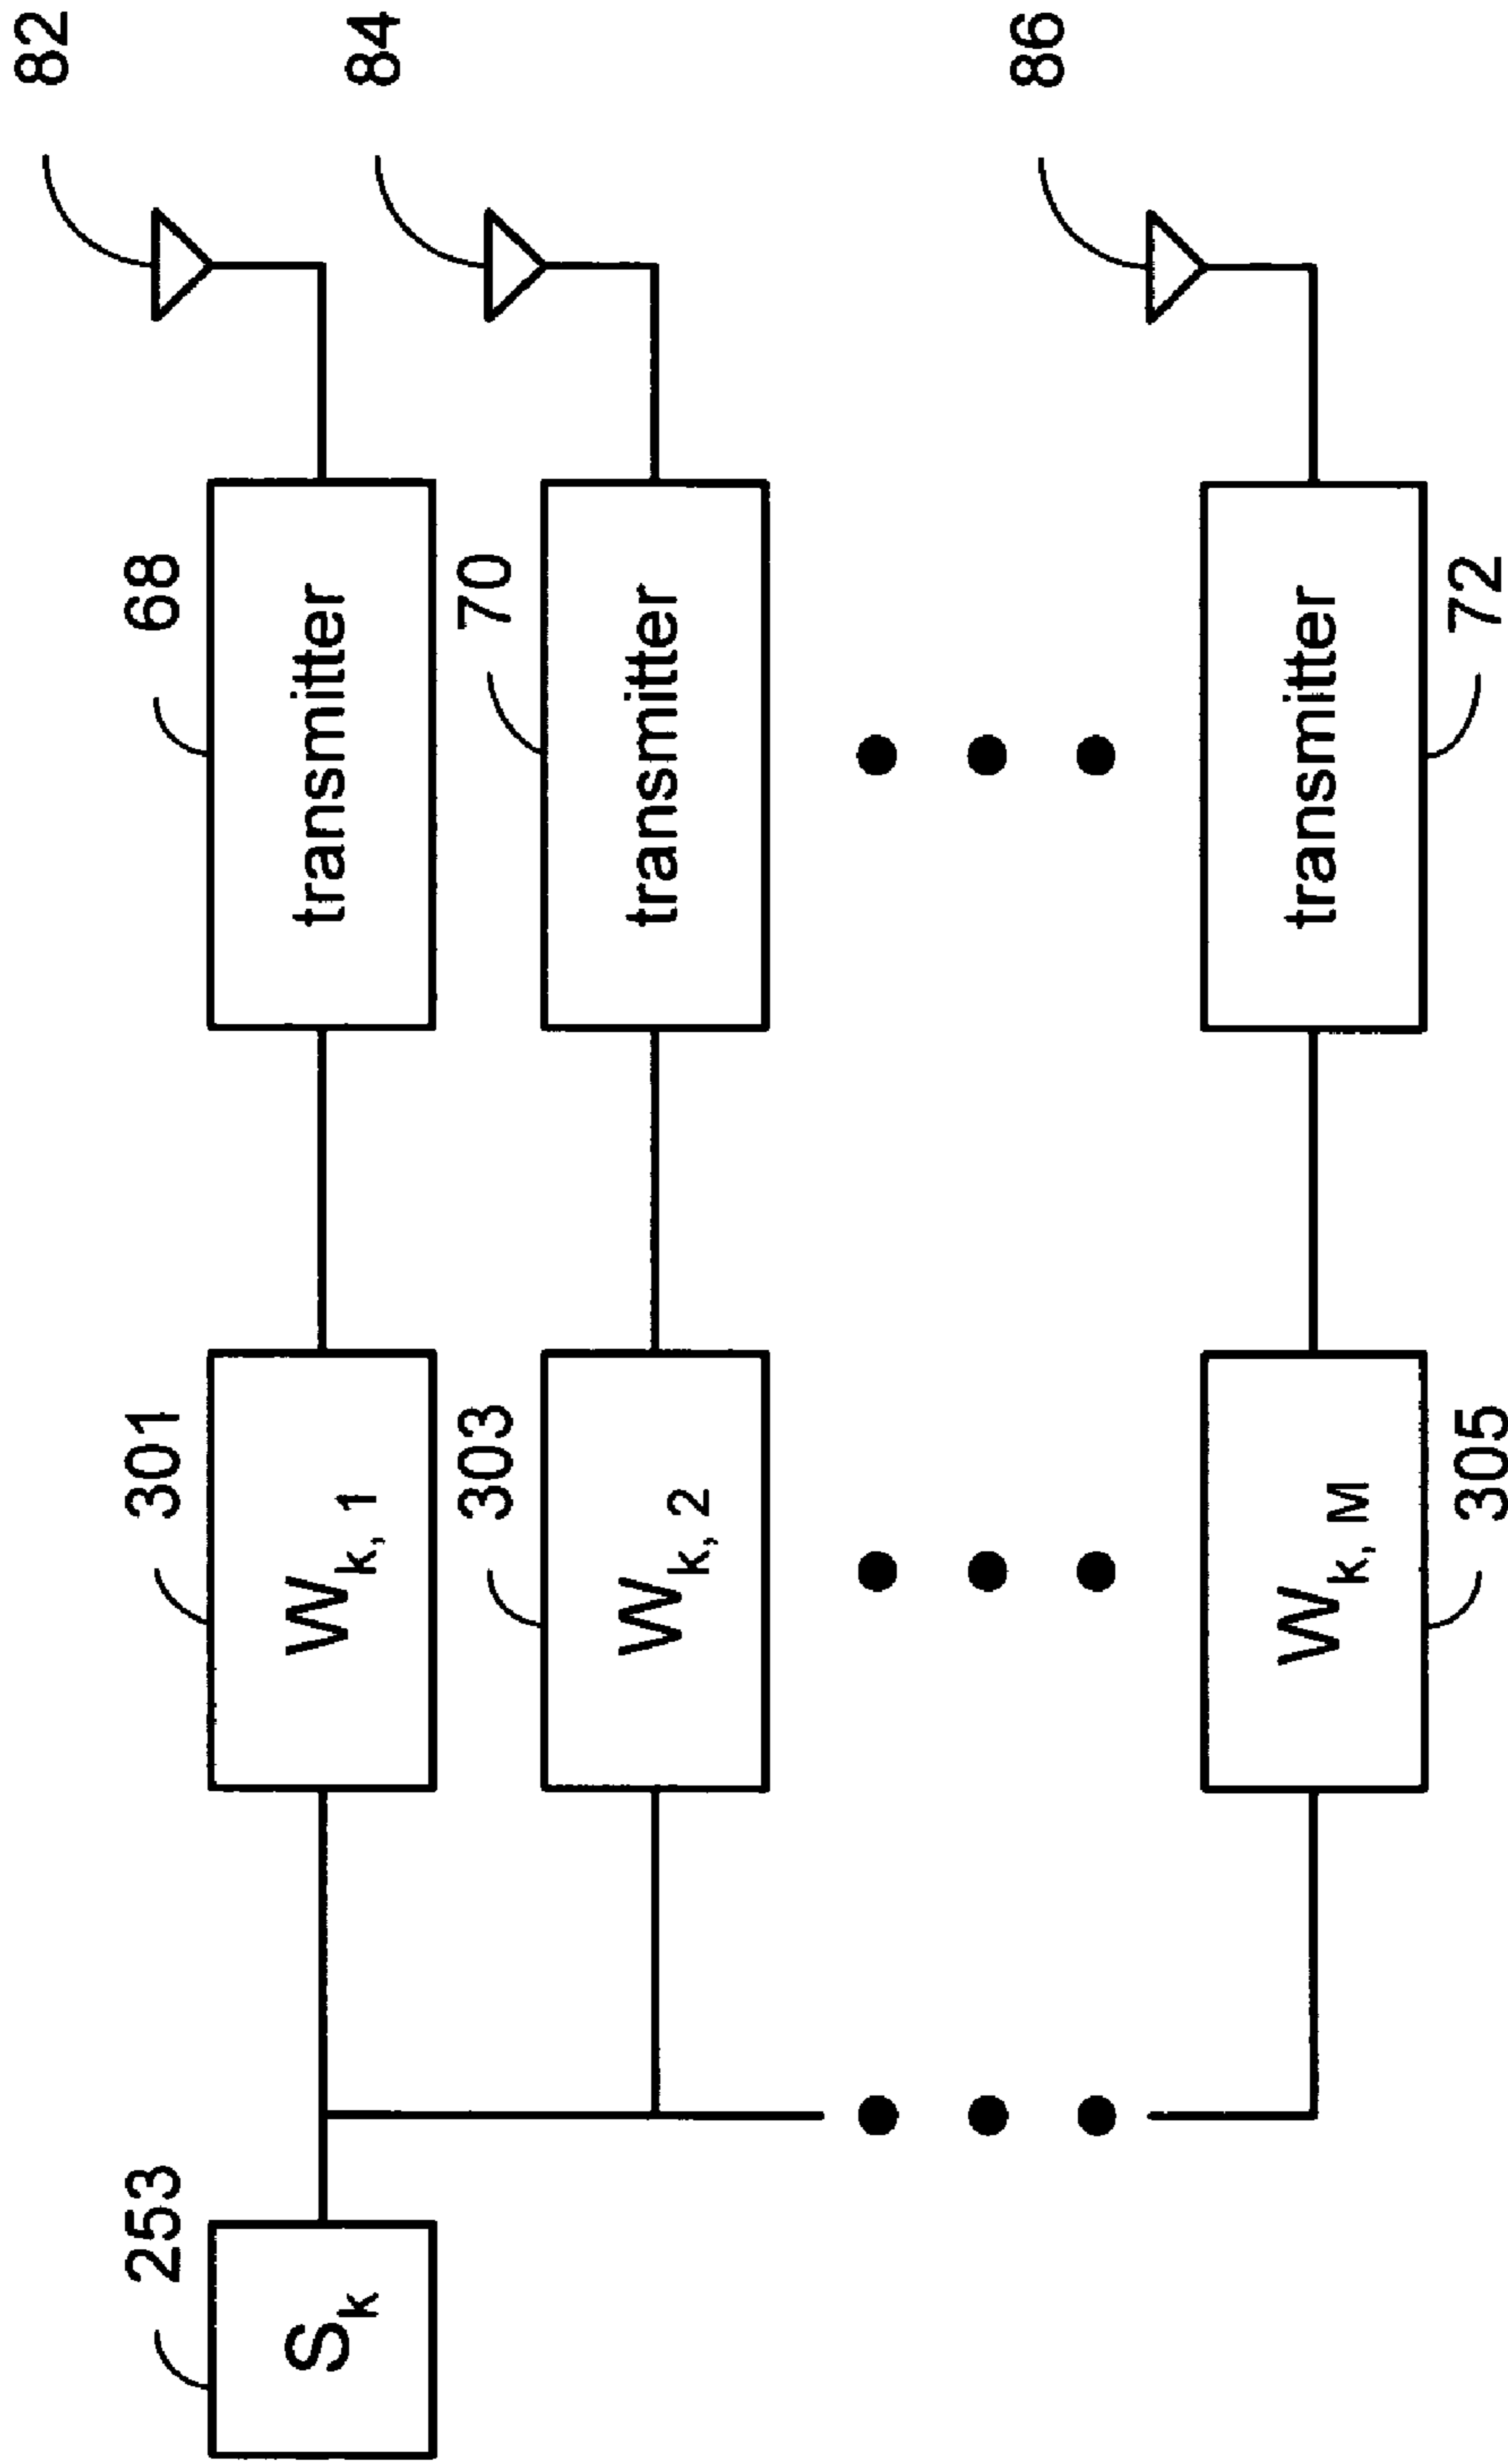 82
84
86
68
70
72
transmitter
transmitter
transmitter
301
303
305
W k, 1
W k, 2
W k, M
253
S k